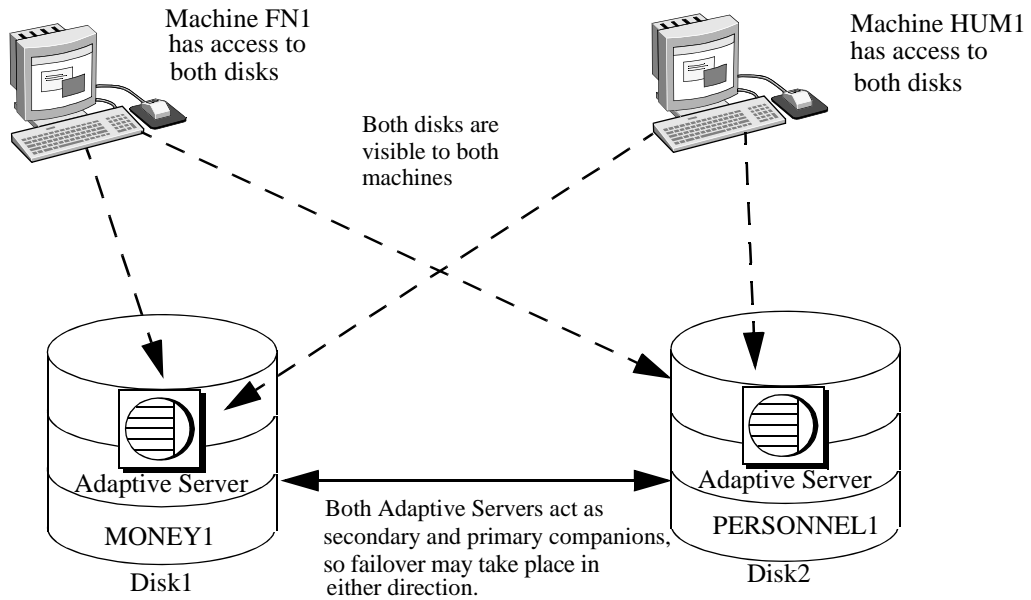 Machine FN1
has access to
both disks
Machine HUM1
has access to
both disks
Both disks are
visible to both
machines
Adaptive Server
MONEY1
Disk1
Adaptive Server
PERSONNEL1
Disk2
Both Adaptive Servers act as
secondary and primary companions,
so failover may take place in
either direction.